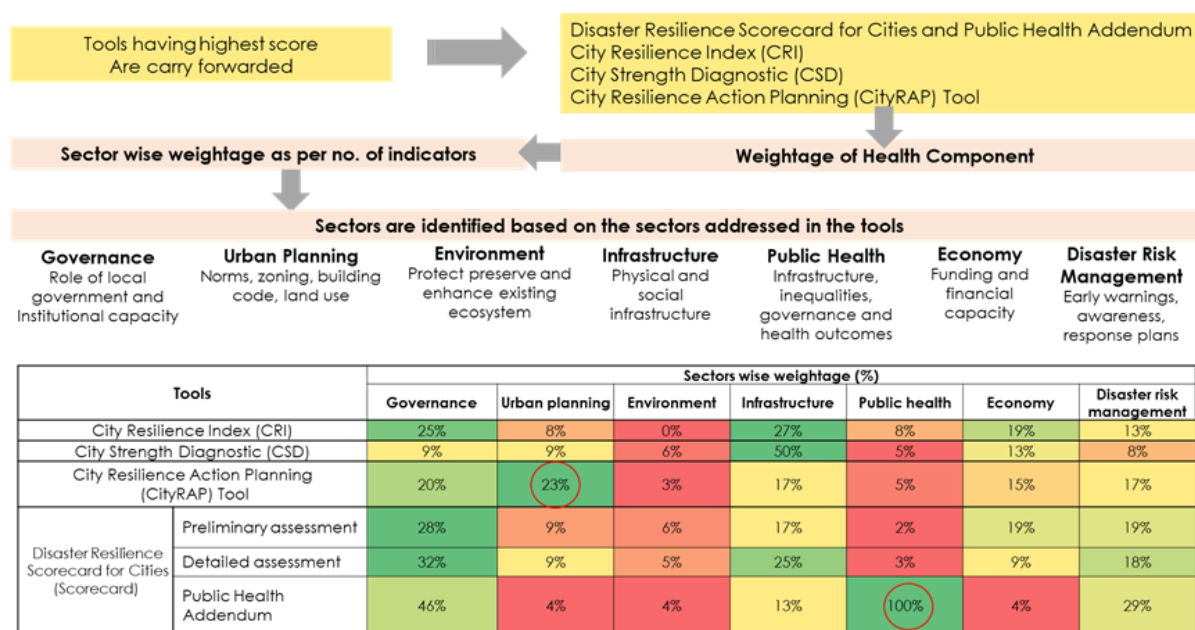 Tools having highest score
Are carry forwarded
Disaster Resilience Scorecard for Cities and Public Health Addendum
City Resilience Index (CRI)
City Strength Diagnostic (CSD)
City Resilience Action Planning (CityRAP) Tool
Sector wise weightage as per no. of indicators
Weightage of Health Component
Sectors are identified based on the sectors addressed in the tools
Governance
Role of local
government and
Institutional capacity
Urban Planning
Norms, zoning, building
code, land use
Environment
Protect preserve and
enhance existing
ecosystem
Infrastructure
Physical and
social
infrastructure
Public Health
Infrastructure,
inequalities,
governance and
health outcomes
Economy
Funding and
financial
capacity
Disaster Risk
Management
Early warnings,
awareness,
response plans
Tools
Sectors wise weightage (%)
Governance Urban planning Environment Infrastructure Public health Economy Disaster risk
management
City Resilience Index (CRI) 25% 8% 0% 27% 8% 19% 13%
City Strength Diagnostic (CSD) 9% 9% 6% 50% 5% 13% 8%
City Resilience Action Planning
(CityRAP) Tool 20% 23% 3% 17% 5% 15% 17%
Disaster Resilience
Scorecard for Cities
(Scorecard)
Preliminary assessment 28% 9% 6% 17% 2% 19% 19%
Detailed assessment 32% 9% 5% 25% 3% 9% 18%
Public Health
Addendum 46% 4% 4% 13% 100% 4% 29%